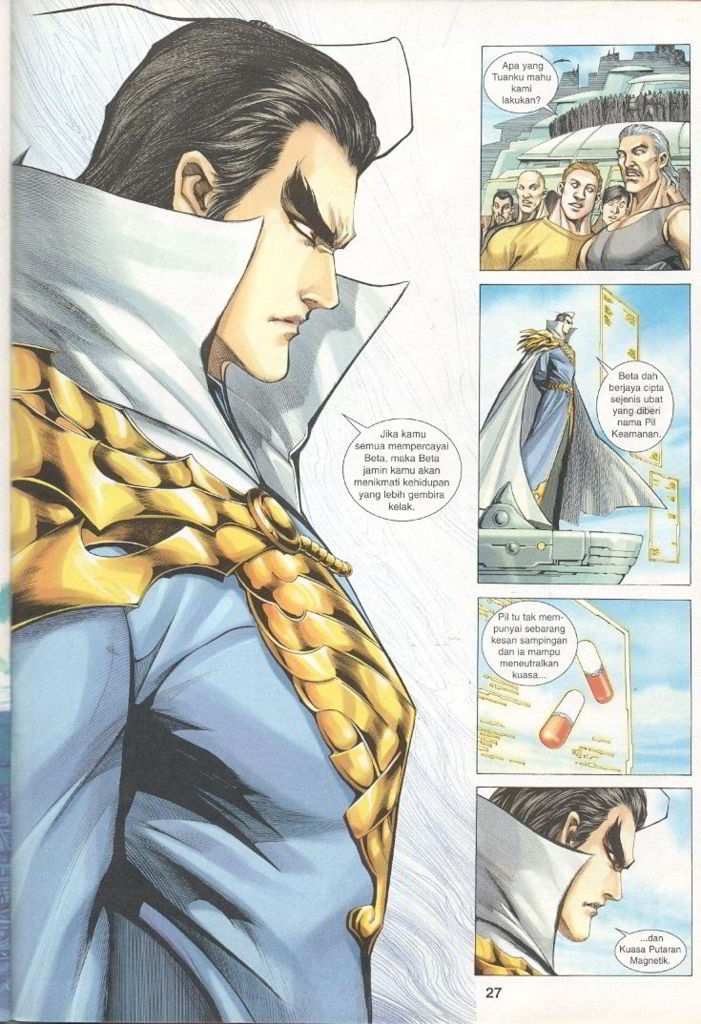 Jika kamu
semua mempercayai
Beta, maka Beta
jamin kamu akan
menikmati kehidupan
yang lebih gembira
kelak.
Apa yang
Tuanku mahu
kami
lakukan?
Beta dah
berjaya cipta
sejenis ubat
yang diberi
nama Pil
Keamanan.
Pil tu tak mem-
punyai sebarang
kesan sampingan
dan ia mampu
meneutralkan
kuasa...
...dan
Kuasa Putaran
Magnetik.
27